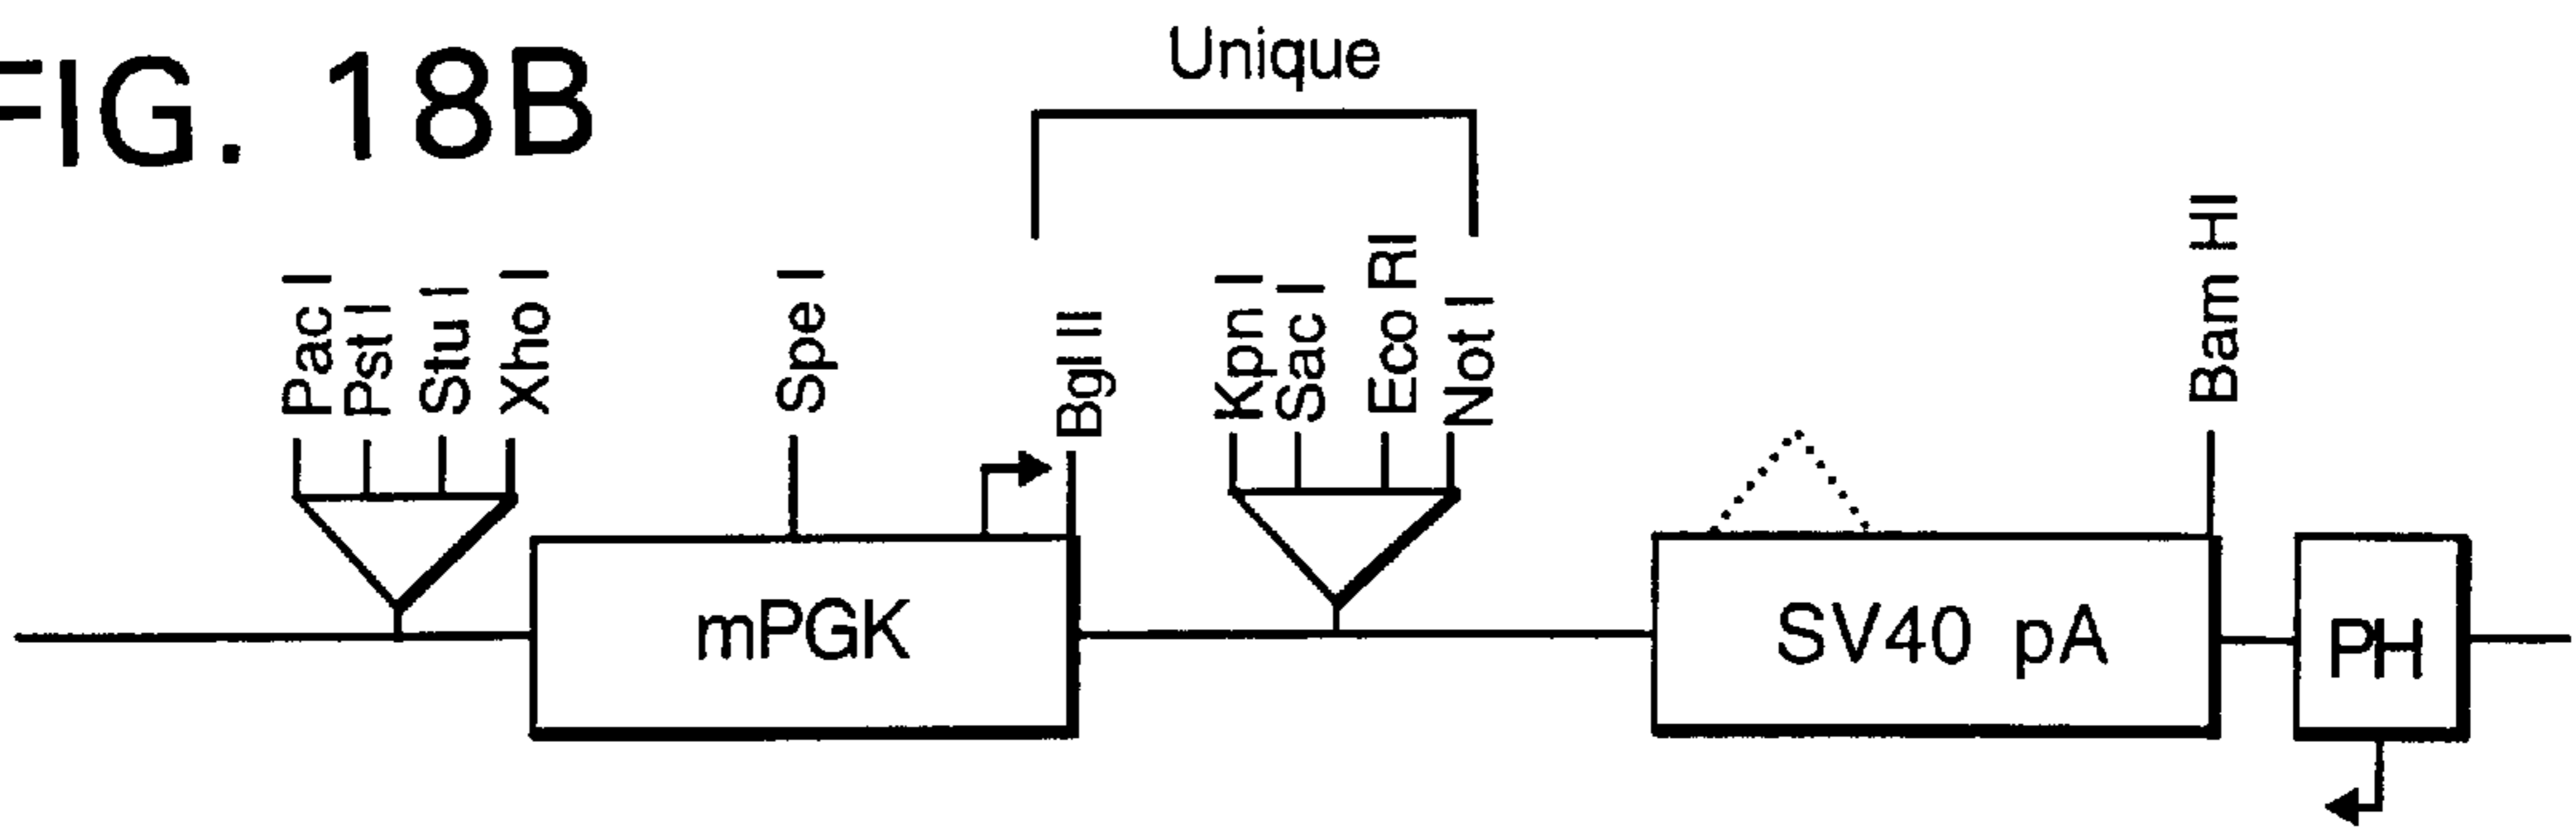 FIG. 18B
Unique
Pac I
Pst I
Stu I
Xho I
Spe I
Bgl II
Kpn I
Sac I
Eco RI
Not I
Bam HI
mPGK
SV40 pA
PH